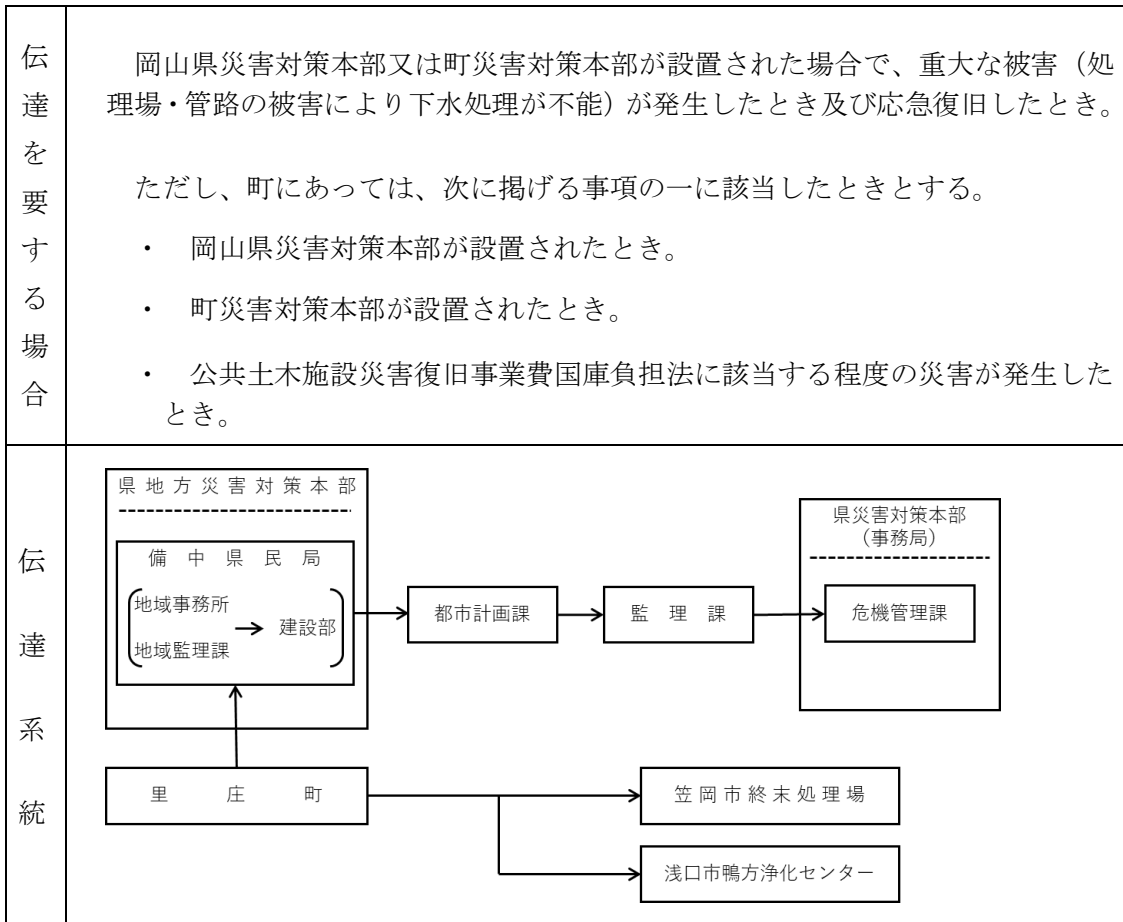 伝達を要する場合
岡山県災害対策本部又は町災害対策本部が設置された場合で、重大な被害（処
理場・管路の被害により下水処理が不能）が発生したとき及び応急復旧したとき。
ただし、町にあっては、次に掲げる事項の一に該当したときとする。
・　岡山県災害対策本部が設置されたとき。
・　町災害対策本部が設置されたとき。
・　公共土木施設災害復旧事業費国庫負担法に該当する程度の災害が発生した
とき。
伝達系統
県地方災害対策本部
備中県民局
地域事務所
地域監理課
建設部
都市計画課
監理課
県災害対策本部
（事務局）
危機管理課
里庄町
笠岡市終末処理場
浅口市鴨方浄化センター